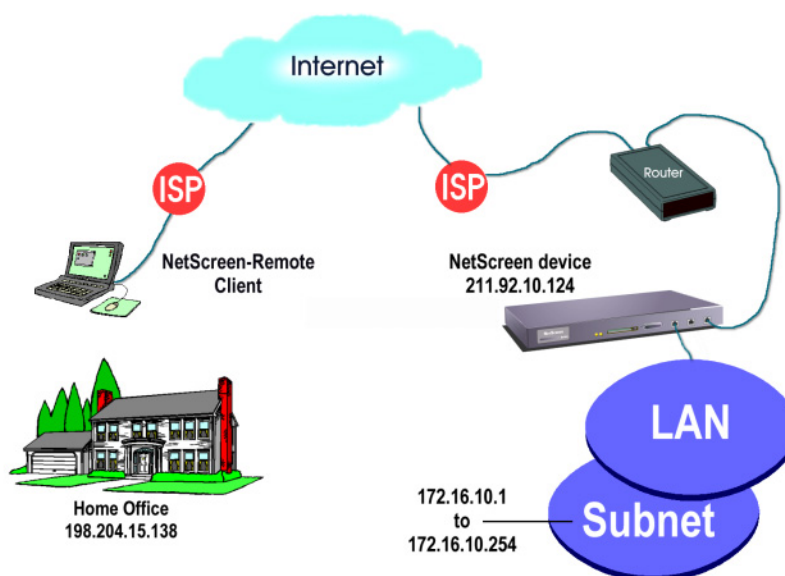 Internet
ISP
ISP
Router
NetScreen-Remote
Client
NetScreen device
211.92.10.124
LAN
Home Office
198.204.15.138
172.16.10.1
to
172.16.10.254
Subnet